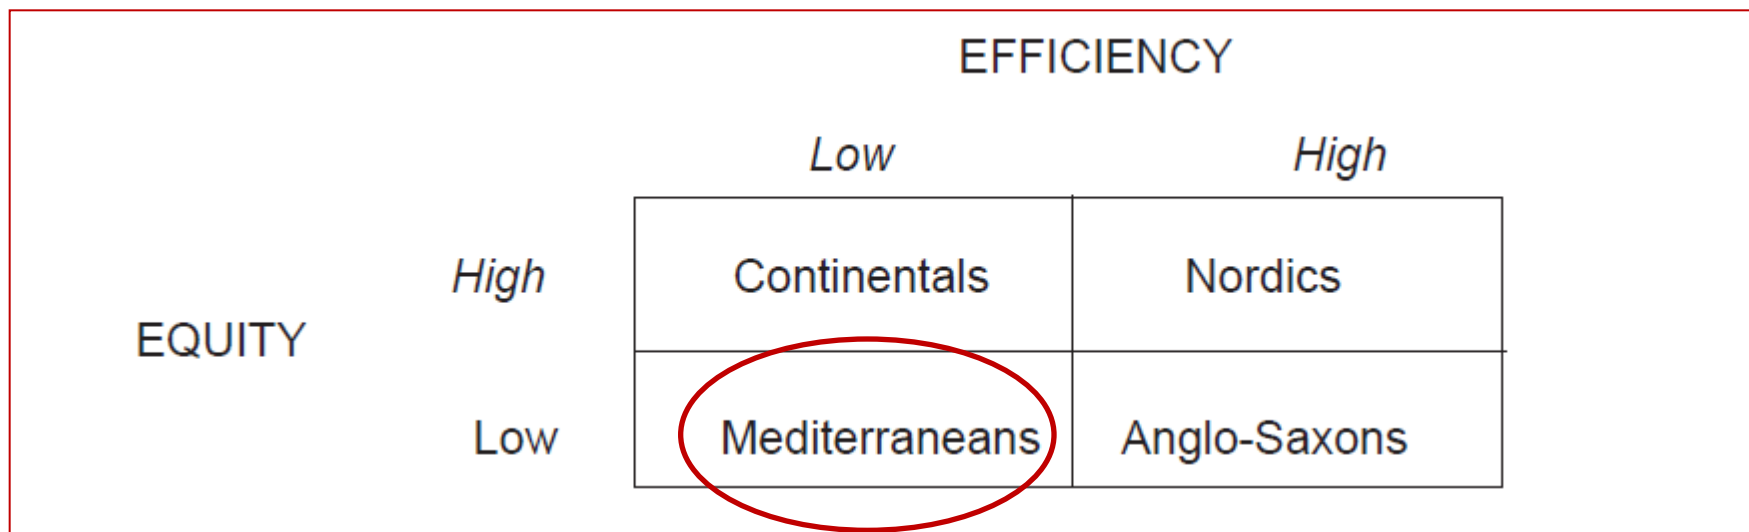 EFFICIENCY
Low High
High Continentals Nordics
EQUITY
Low Mediterraneans Anglo-Saxons